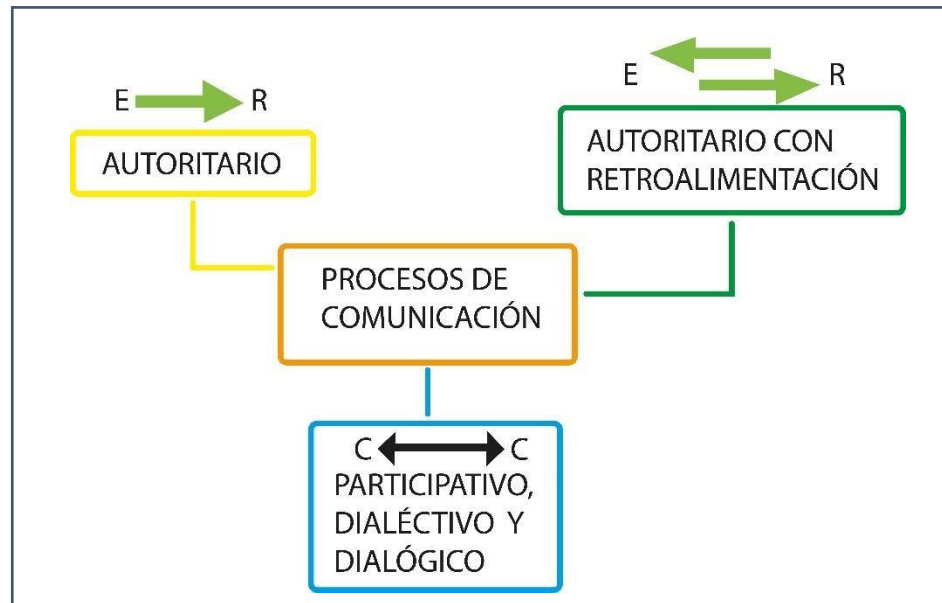 E R
AUTORITARIO
E R
AUTORITARIO CON
RETROALIMENTACIÓN
PROCESOS DE
COMUNICACIÓN
C C
PARTICIPATIVO,
DIALÉCTIVO Y
DIALÓGICO